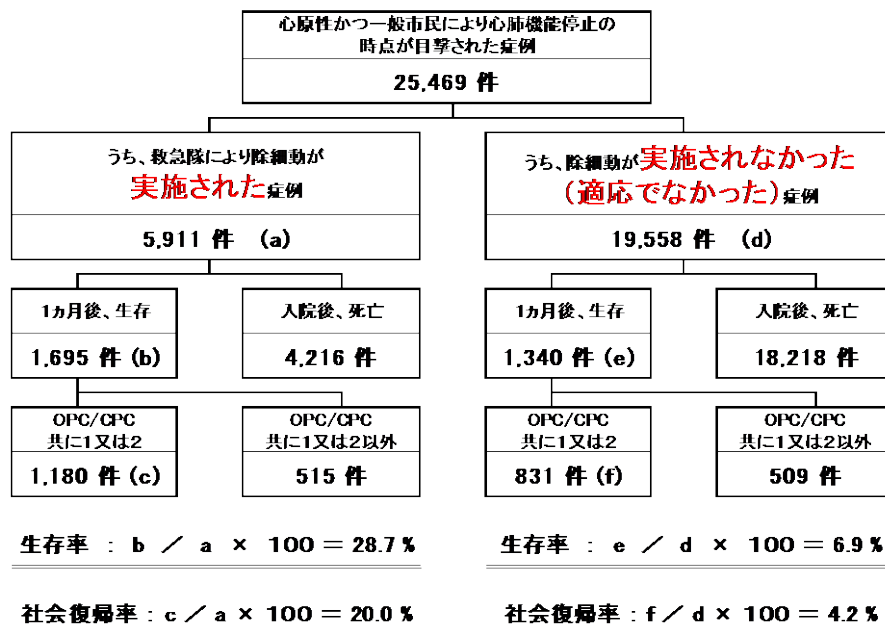 心原性かつ一般市民により心肺機能停止の
時点が目撃された症例
25,469 件
うち、救急隊により除細動が
実施された症例
5,911 件 (a)
うち、除細動が実施されなかった
(適応でなかった)症例
19,558 件 (d)
1ヵ月後、生存
1,695 件 (b)
入院後、死亡
4,216 件
1ヵ月後、生存
1,340 件 (e)
入院後、死亡
18,218 件
OPC/CPC
共に1又は2
1,180 件 (c)
OPC/CPC
共に1又は2以外
515 件
OPC/CPC
共に1又は2
831 件 (f)
OPC/CPC
共に1又は2以外
509 件
生存率 : b / a × 100 = 28.7 %
生存率 : e / d × 100 = 6.9 %
社会復帰率 : c / a × 100 = 20.0 %
社会復帰率 : f / d × 100 = 4.2 %